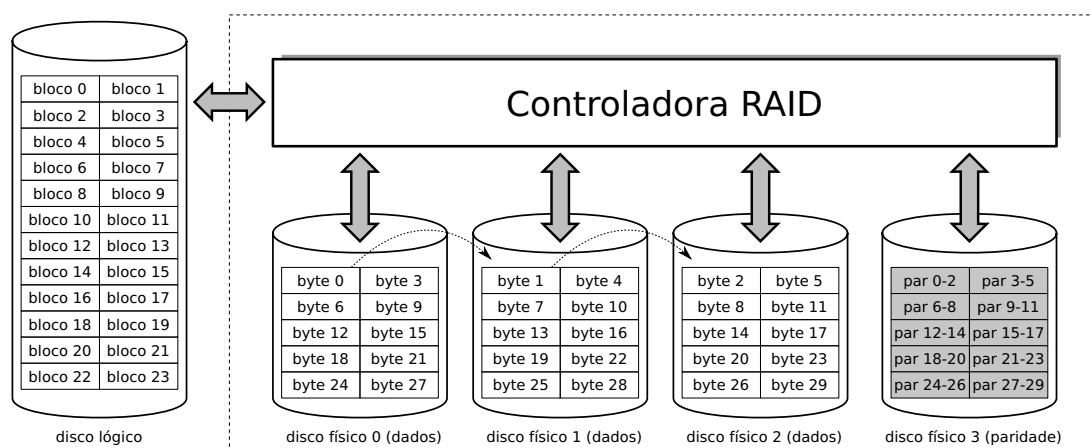 Controladora RAID
bloco 0 bloco 1
bloco 2 bloco 3
bloco 4 bloco 5
bloco 6 bloco 7
bloco 8 bloco 9
bloco 10 bloco 11
bloco 12 bloco 13
bloco 14 bloco 15
bloco 16 bloco 17
bloco 18 bloco 19
bloco 20 bloco 21
bloco 22 bloco 23
disco lógico
byte 0 byte 3
byte 6 byte 9
byte 12 byte 15
byte 18 byte 21
byte 24 byte 27
disco físico 0 (dados)
byte 1 byte 4
byte 7 byte 10
byte 13 byte 16
byte 19 byte 22
byte 25 byte 28
disco físico 1 (dados)
byte 2 byte 5
byte 8 byte 11
byte 14 byte 17
byte 20 byte 23
byte 26 byte 29
disco físico 2 (dados)
par 0-2 par 3-5
par 6-8 par 9-11
par 12-14 par 15-17
par 18-20 par 21-23
par 24-26 par 27-29
disco físico 3 (paridade)